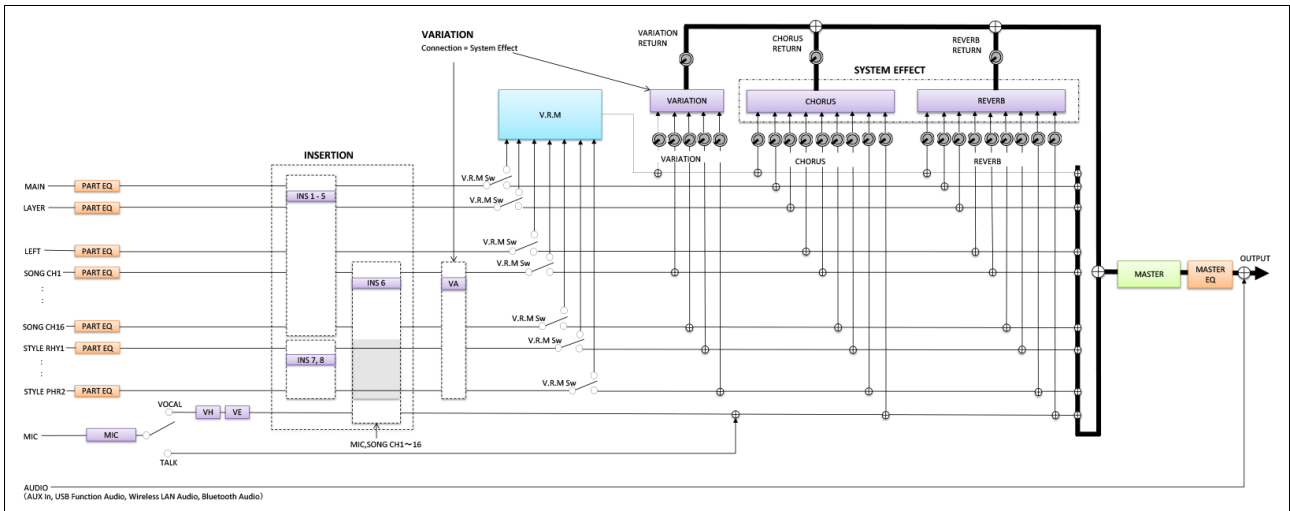 VARIATION
Connection = System Effect
VARIATION
RETURN
CHORUS
RETURN
REVERB
RETURN
SYSTEM EFFECT
V.R.M
VARIATION
CHORUS
REVERB
VARIATION
CHORUS
REVERB
INSERTION
MAIN
PART EQ
INS 1 - 5
V.R.M Sw
LAYER
PART EQ
V.R.M Sw
LEFT
PART EQ
V.R.M Sw
SONG CH1
PART EQ
INS 6
VA
V.R.M Sw
:
:
SONG CH16
PART EQ
V.R.M Sw
STYLE RHY1
PART EQ
INS 7, 8
V.R.M Sw
:
:
STYLE PHR2
PART EQ
V.R.M Sw
MASTER
MASTER
EQ
OUTPUT
VOCAL
VH
VE
MIC
MIC
TALK
MIC,SONG CH1～16
AUDIO
（AUX In, USB Function Audio, Wireless LAN Audio, Bluetooth Audio）